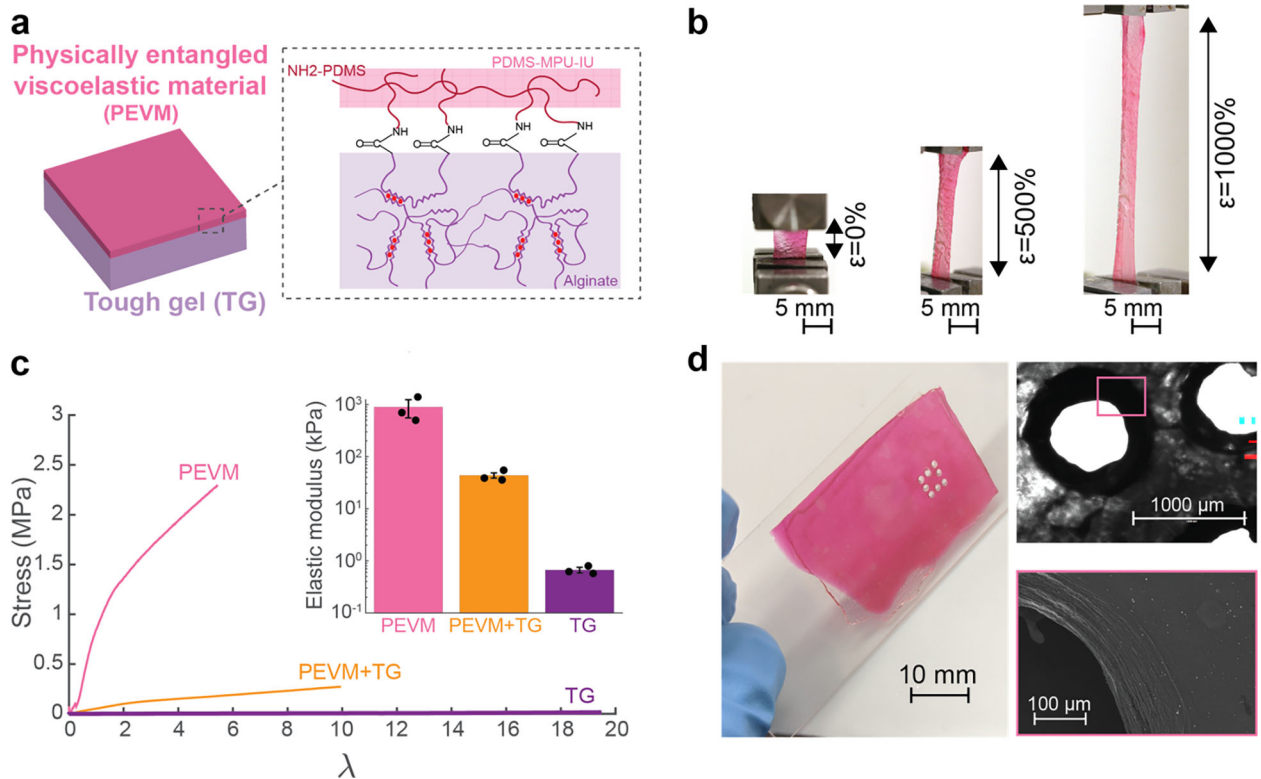 a
Physically entangled
viscoelastic material
(PEVM)
Tough gel (TG)
NH2-PDMS
PDMS-MPU-IU
O
NH
O
NH
O
NH
O
NH
Alginate
b
ε=0%
5 mm
ε=500%
5 mm
ε=1000%
5 mm
c
Stress (MPa)
3
2.5
2
1.5
1
0.5
0
0 2 4 6 8 10 12 14 16 18 20
λ
PEVM
PEVM+TG
TG
Elastic modulus (kPa)
10³
10²
10¹
10⁰
10⁻¹
PEVM
PEVM+TG
TG
d
10 mm
1000 µm
100 µm